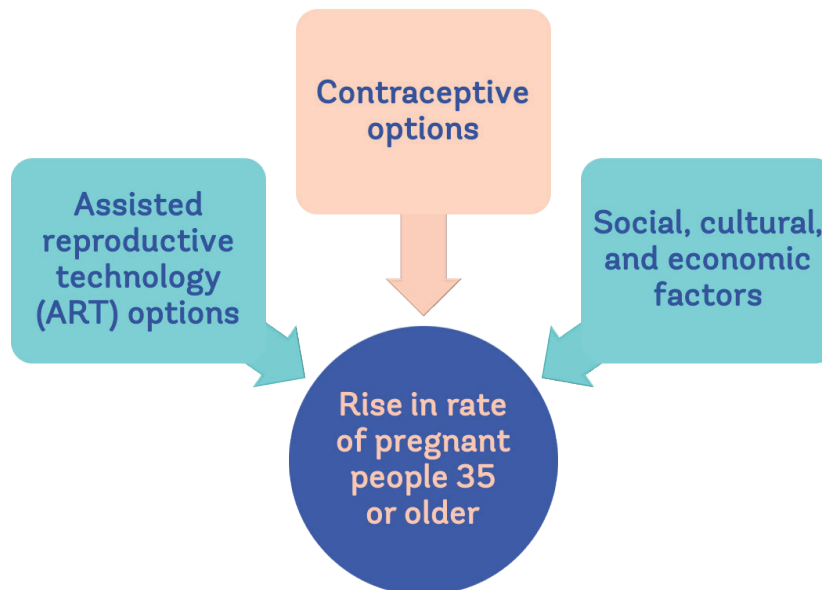 Contraceptive
options
Assisted
reproductive
technology
(ART) options
Social, cultural,
and economic
factors
Rise in rate
of pregnant
people 35
or older